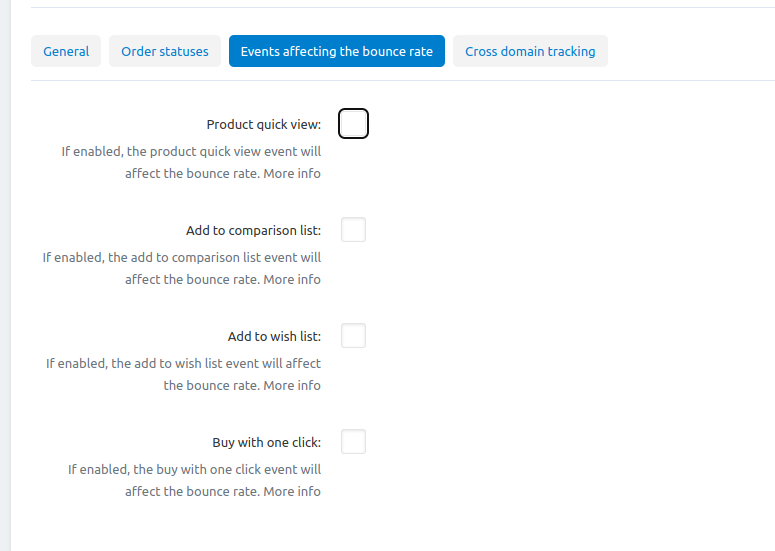 General Order statuses Events affecting the bounce rate Cross domain tracking
Product quick view:
If enabled, the product quick view event will
affect the bounce rate. More info
Add to comparison list:
If enabled, the add to comparison list event will
affect the bounce rate. More info
Add to wish list:
If enabled, the add to wish list event will affect
the bounce rate. More info
Buy with one click:
If enabled, the buy with one click event will
affect the bounce rate. More info